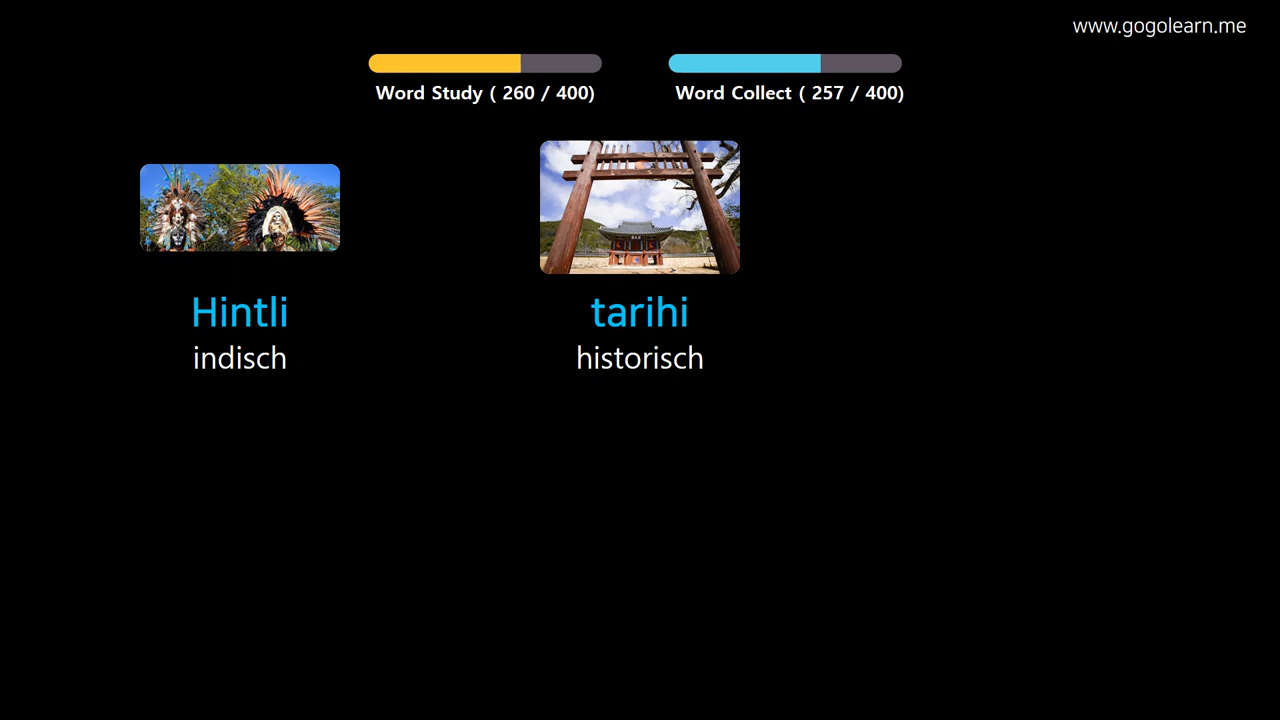 www.gogolearn.me
Word Study ( 260 / 400)
Word Collect ( 257 / 400)
Hintli
indisch
tarihi
historisch